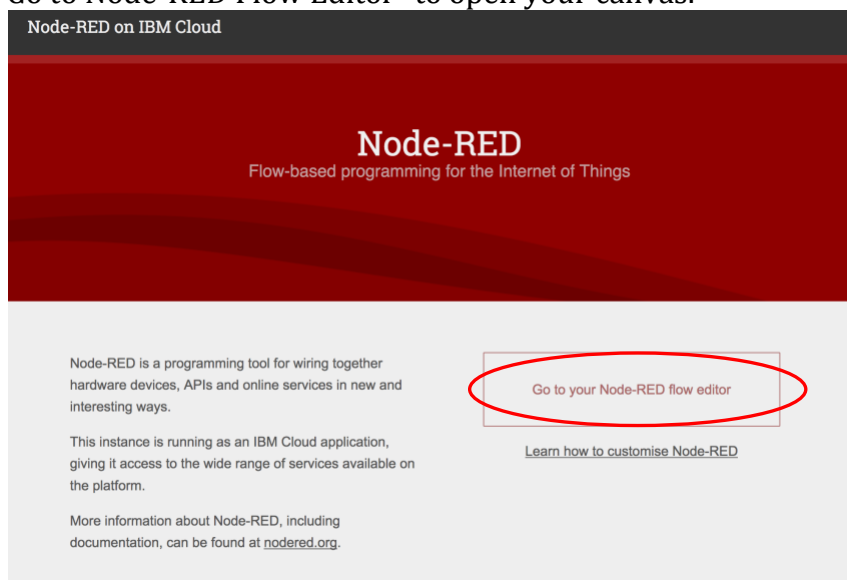 Go to Node-RED Flow Editor" to open your canvas.
Node-RED on IBM Cloud
Node-RED
Flow-based programming for the Internet of Things
Node-RED is a programming tool for wiring together
hardware devices, APIs and online services in new and
interesting ways.
This instance is running as an IBM Cloud application,
giving it access to the wide range of services available on
the platform.
More information about Node-RED, including
documentation, can be found at nodered.org.
Go to your Node-RED flow editor
Learn how to customise Node-RED